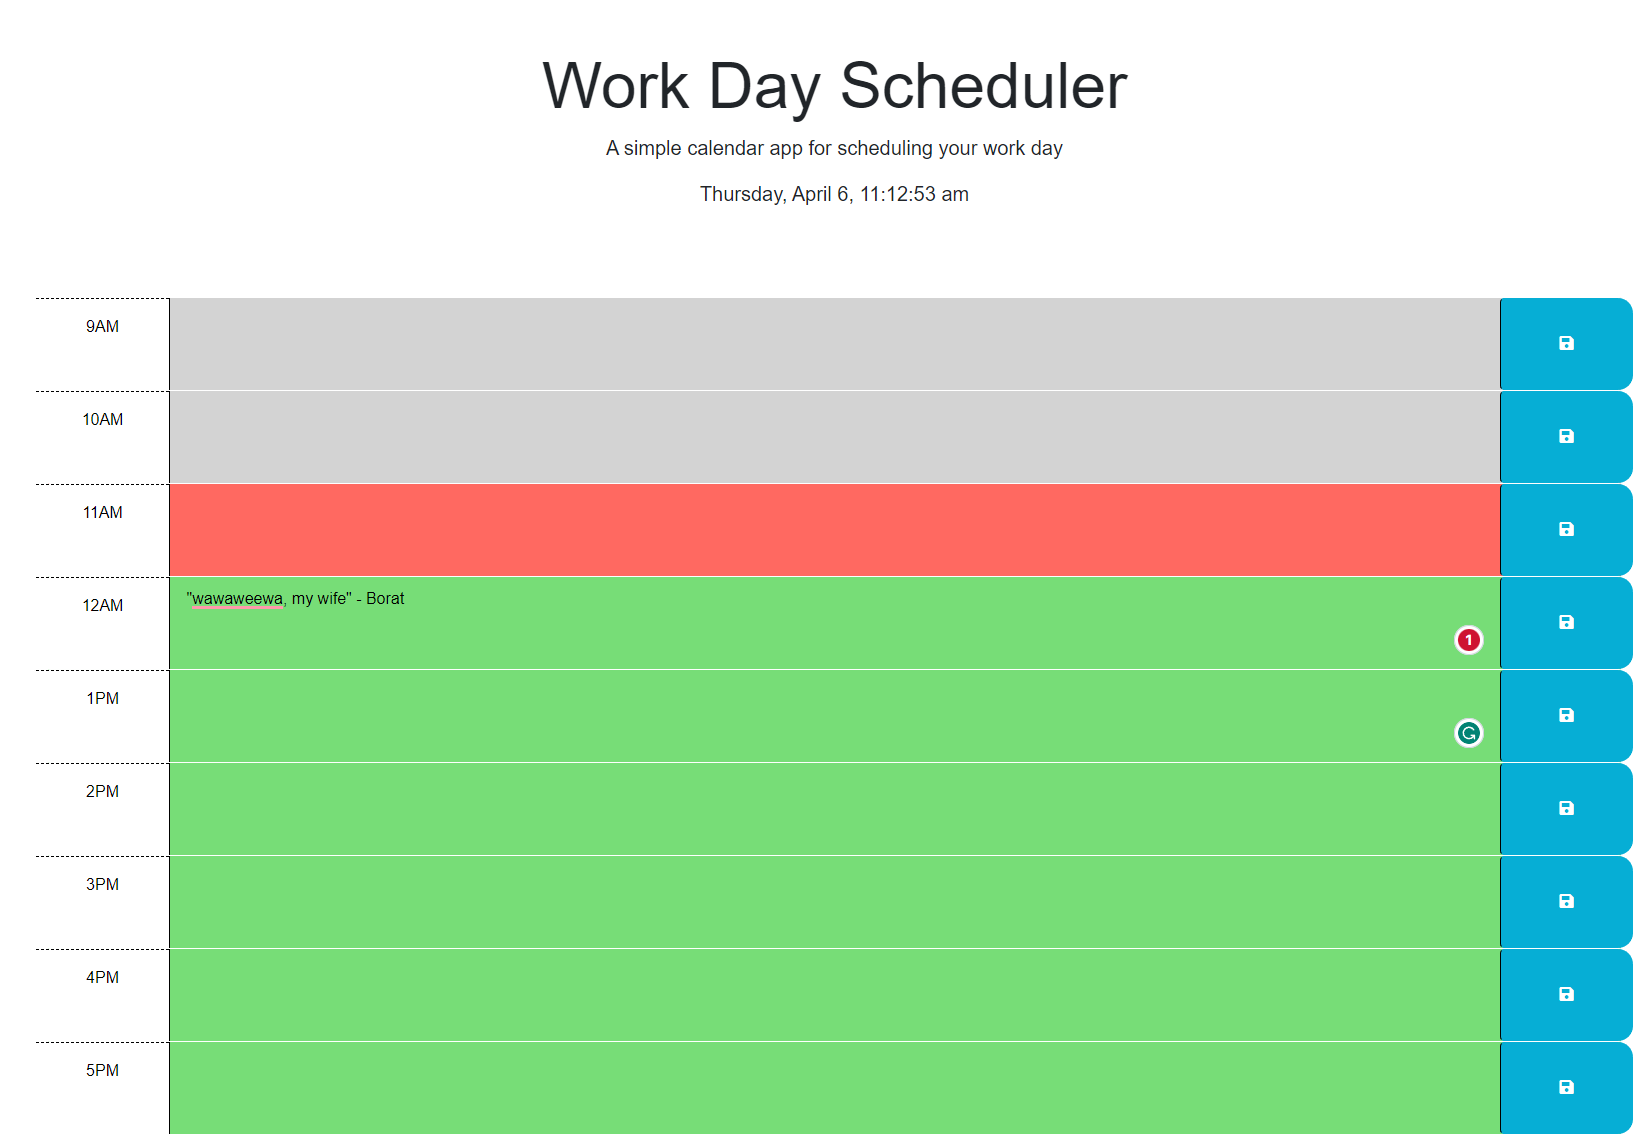 Work Day Scheduler
A simple calendar app for scheduling your work day
Thursday, April 6, 11:12:53 am
9AM
10AM
11AM
12AM
"wawaweewa, my wife" - Borat
1
1PM
2PM
3PM
4PM
5PM